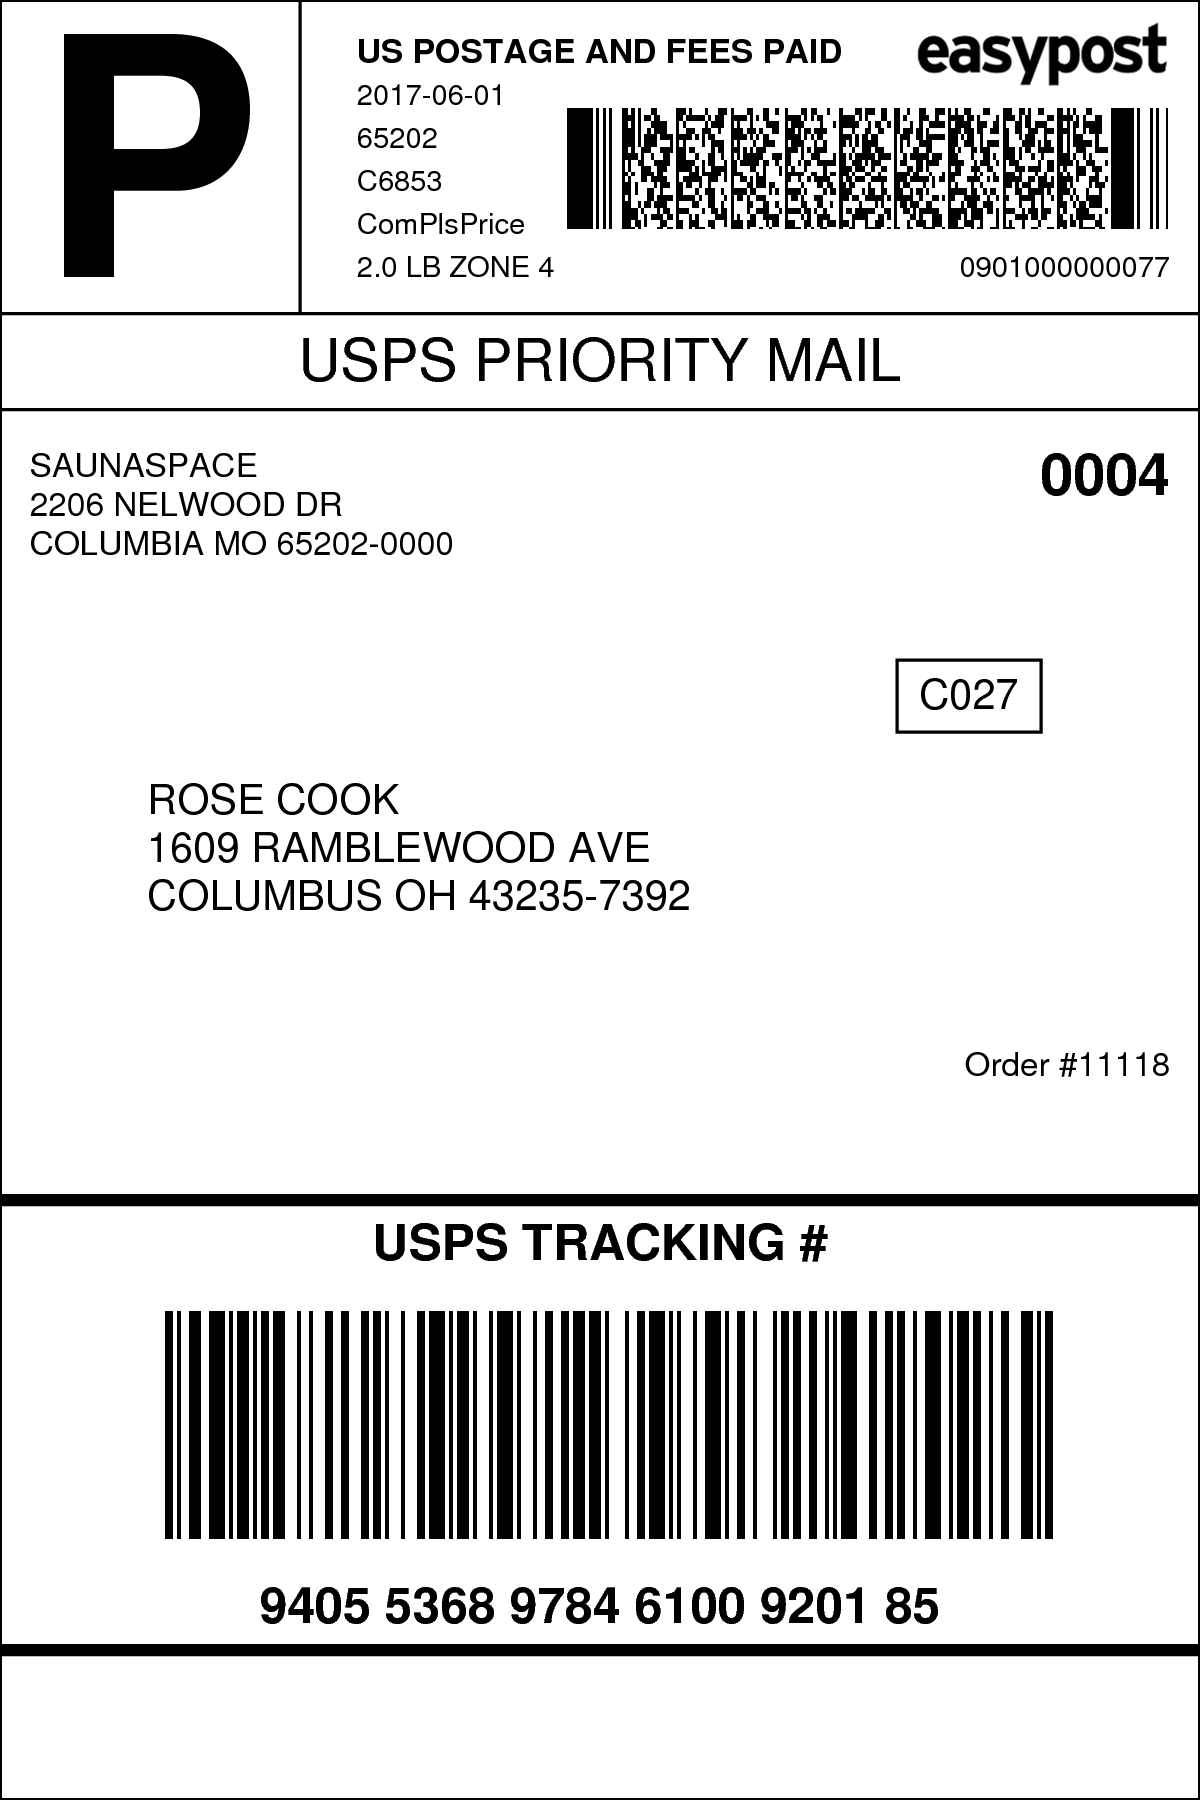 P
US POSTAGE AND FEES PAID
easypost
2017-06-01
65202
C6853
ComPlsPrice
2.0 LB ZONE 4
0901000000077
USPS PRIORITY MAIL
SAUNASPACE
2206 NELWOOD DR
COLUMBIA MO 65202-0000
0004
C027
ROSE COOK
1609 RAMBLEWOOD AVE
COLUMBUS OH 43235-7392
Order #11118
USPS TRACKING #
9405 5368 9784 6100 9201 85